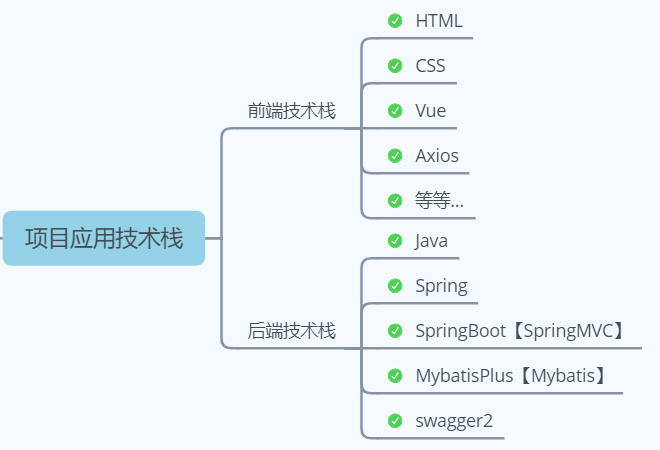 项目应用技术栈
前端技术栈
HTML
CSS
Vue
Axios
等等...
后端技术栈
Java
Spring
SpringBoot【SpringMVC】
MybatisPlus【Mybatis】
swagger2